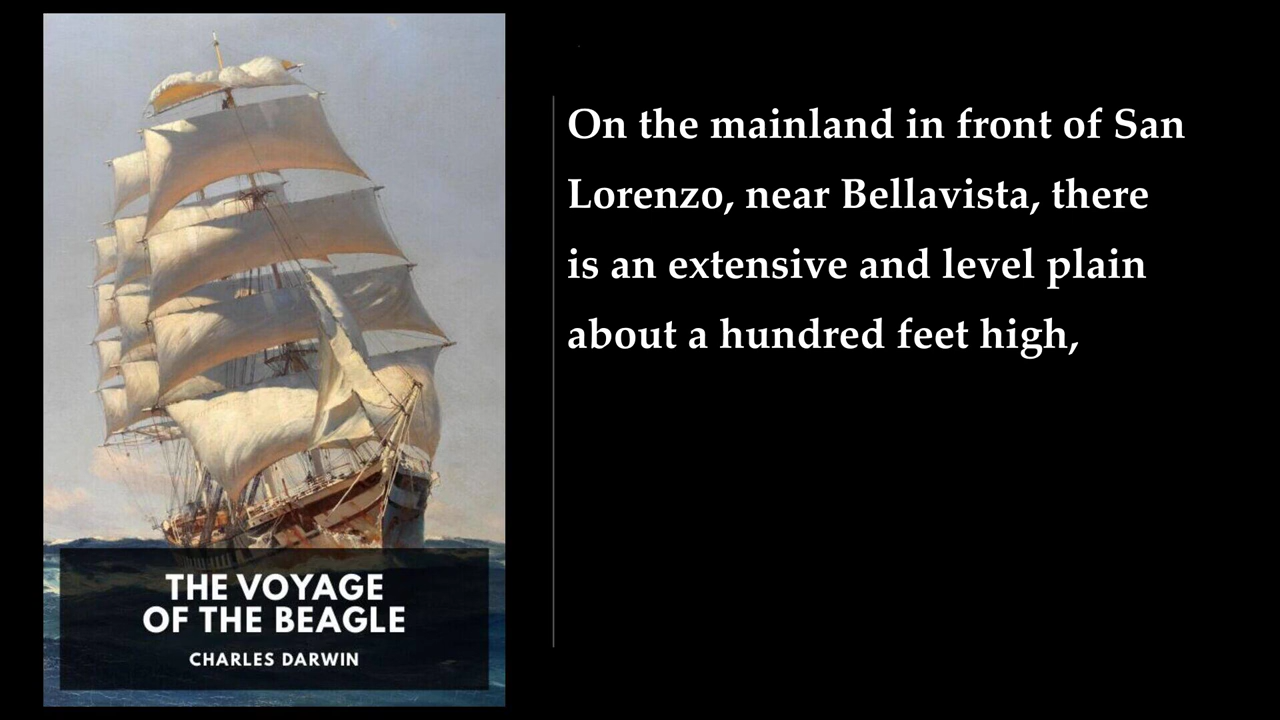 THE VOYAGE
OF THE BEAGLE
CHARLES DARWIN
On the mainland in front of San
Lorenzo, near Bellavista, there
is an extensive and level plain
about a hundred feet high,